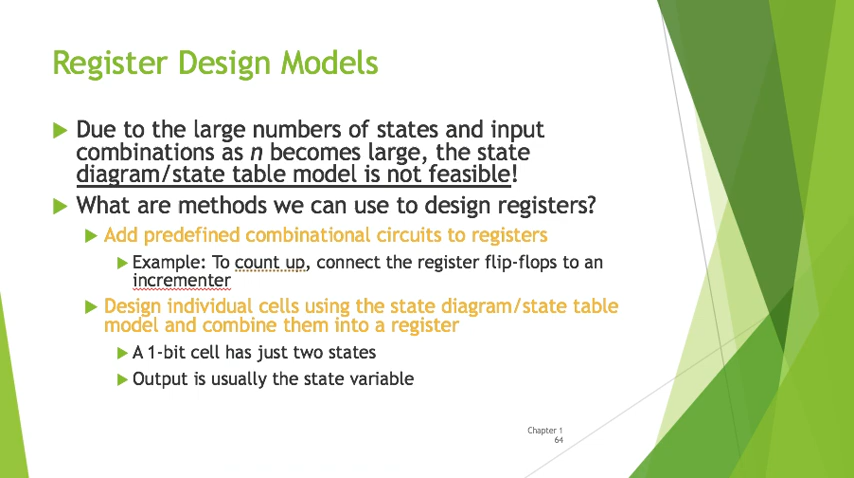 Register Design Models
Due to the large numbers of states and input
combinations as n becomes large, the state
diagram/state table model is not feasible!
What are methods we can use to design registers?
Add predefined combinational circuits to registers
Example: To count up, connect the register flip-flops to an
incrementer
Design individual cells using the state diagram/state table
model and combine them into a register
A 1-bit cell has just two states
Output is usually the state variable
Chapter 1
64